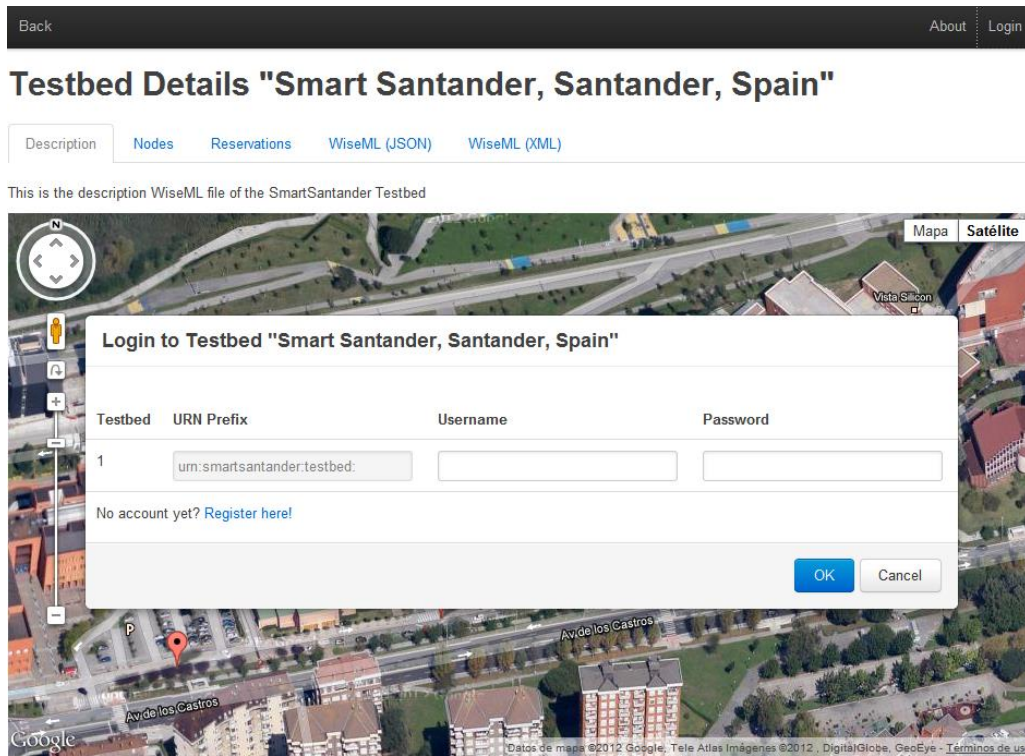 Back About Login
Testbed Details "Smart Santander, Santander, Spain"
Description Nodes Reservations WiseML (JSON) WiseML (XML)
This is the description WiseML file of the SmartSantander Testbed
N
Mapa Satélite
Vista Silicon
Login to Testbed "Smart Santander, Santander, Spain"
Testbed URN Prefix Username Password
1 urn:smartsantander:testbed:
No account yet? Register here!
OK Cancel
P
Av de los Castros
Av de los Castros
Google
Datos de mapa ©2012 Google, Tele Atlas Imágenes ©2012 , DigitalGlobe, GeoEye - Términos de uso